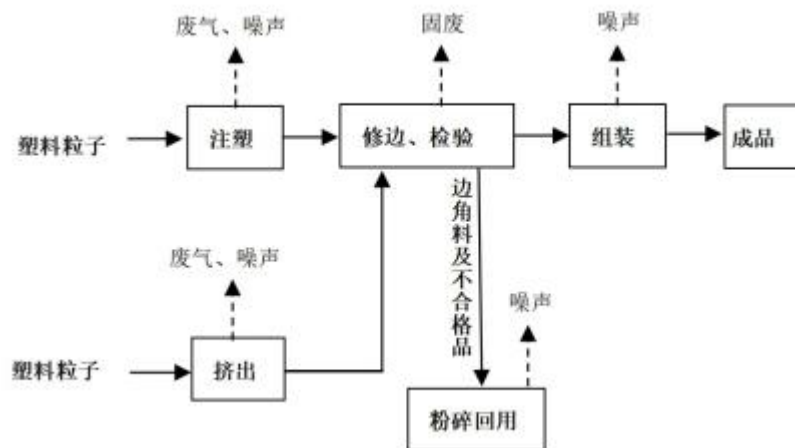 废气、噪声
固废
噪声
塑料粒子
注塑
修边、检验
组装
成品
边角料及不合格品
废气、噪声
噪声
塑料粒子
挤出
粉碎回用